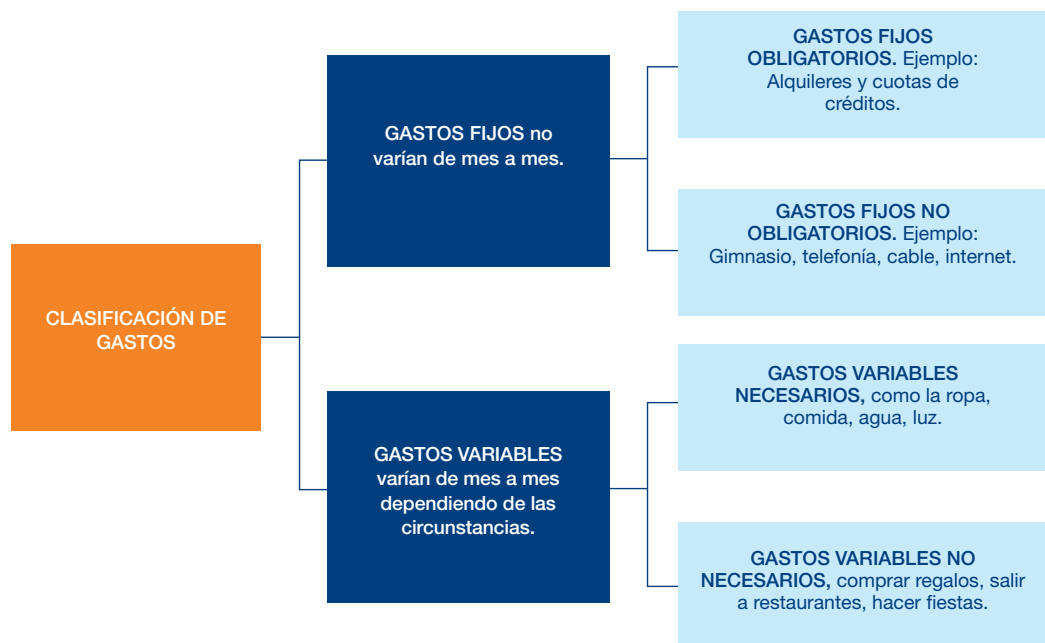 CLASIFICACIÓN DE
GASTOS
GASTOS FIJOS no
varían de mes a mes.
GASTOS FIJOS
OBLIGATORIOS. Ejemplo:
Alquileres y cuotas de
créditos.
GASTOS FIJOS NO
OBLIGATORIOS. Ejemplo:
Gimnasio, telefonía, cable, internet.
GASTOS VARIABLES
varían de mes a mes
dependiendo de las
circunstancias.
GASTOS VARIABLES
NECESARIOS, como la ropa,
comida, agua, luz.
GASTOS VARIABLES NO
NECESARIOS, comprar regalos, salir
a restaurantes, hacer fiestas.